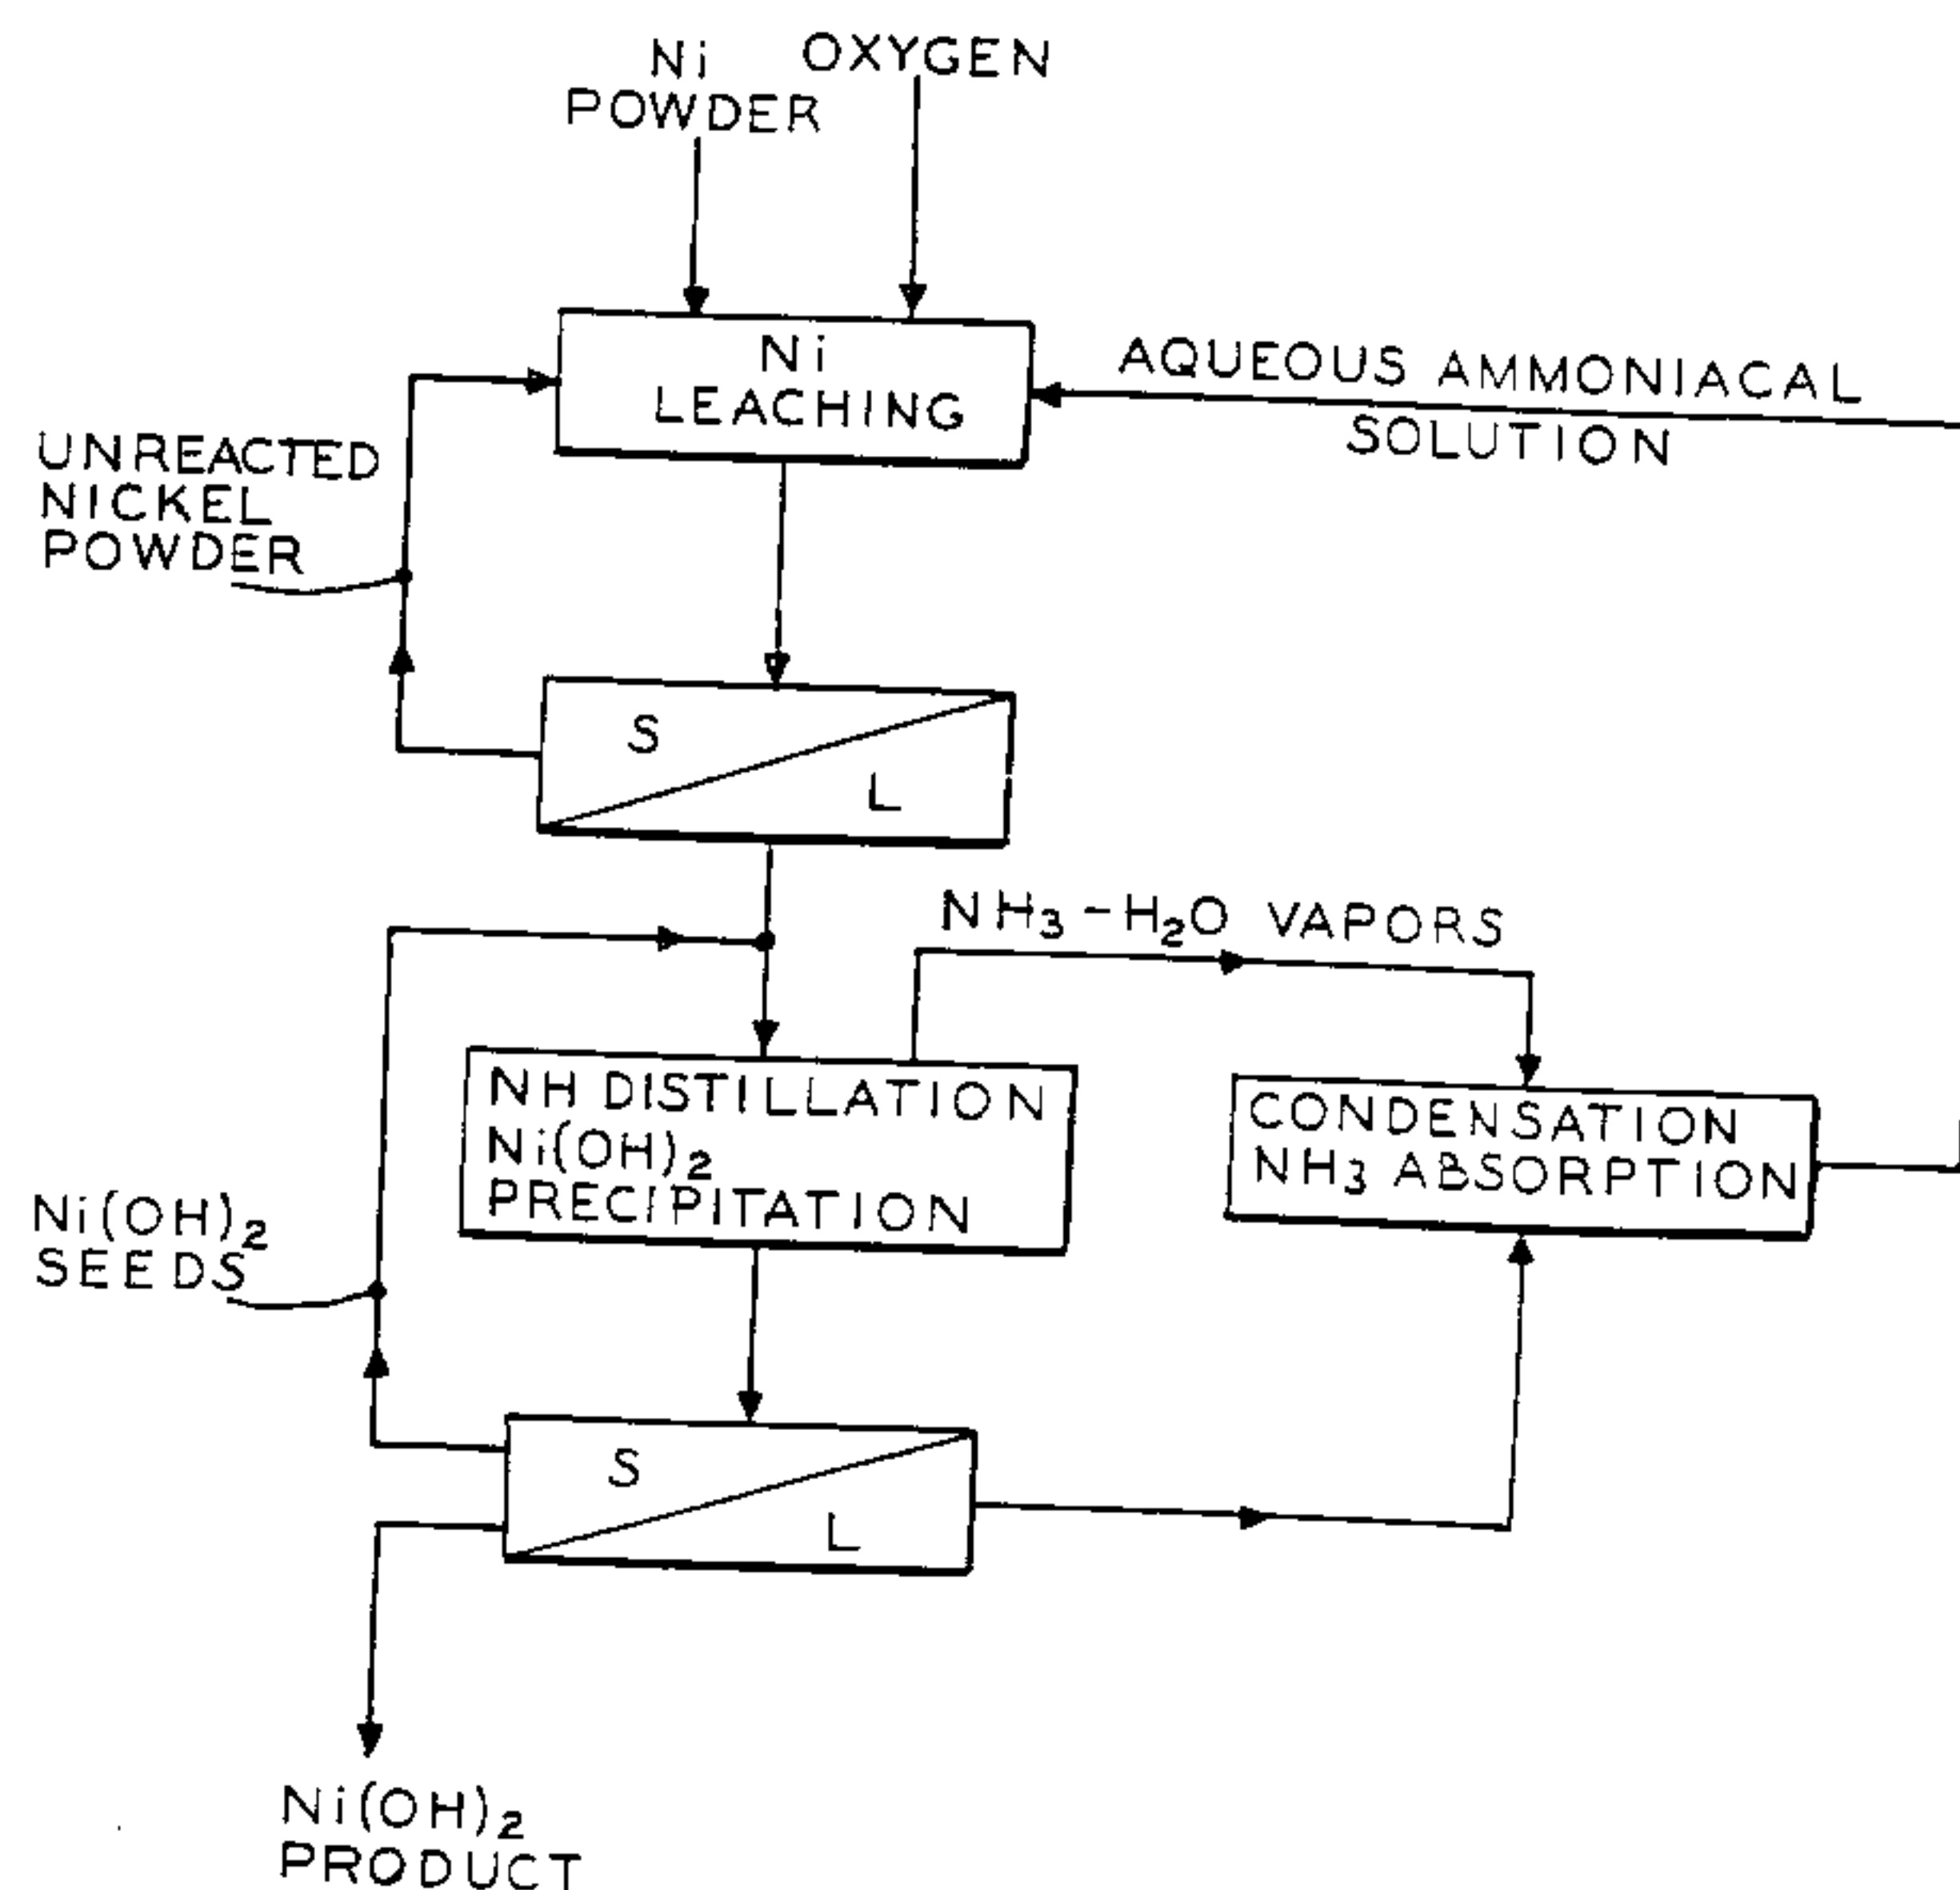 Ni
POWDER
OXYGEN
Ni
LEACHING
AQUEOUS AMMONIACAL
SOLUTION
UNREACTED
NICKEL
POWDER
S
L
NH₃-H₂O VAPORS
NH DISTILLATION
Ni(OH)₂
PRECIPITATION
CONDENSATION
NH₃ ABSORPTION
Ni(OH)₂
SEEDS
S
L
Ni(OH)₂
PRODUCT